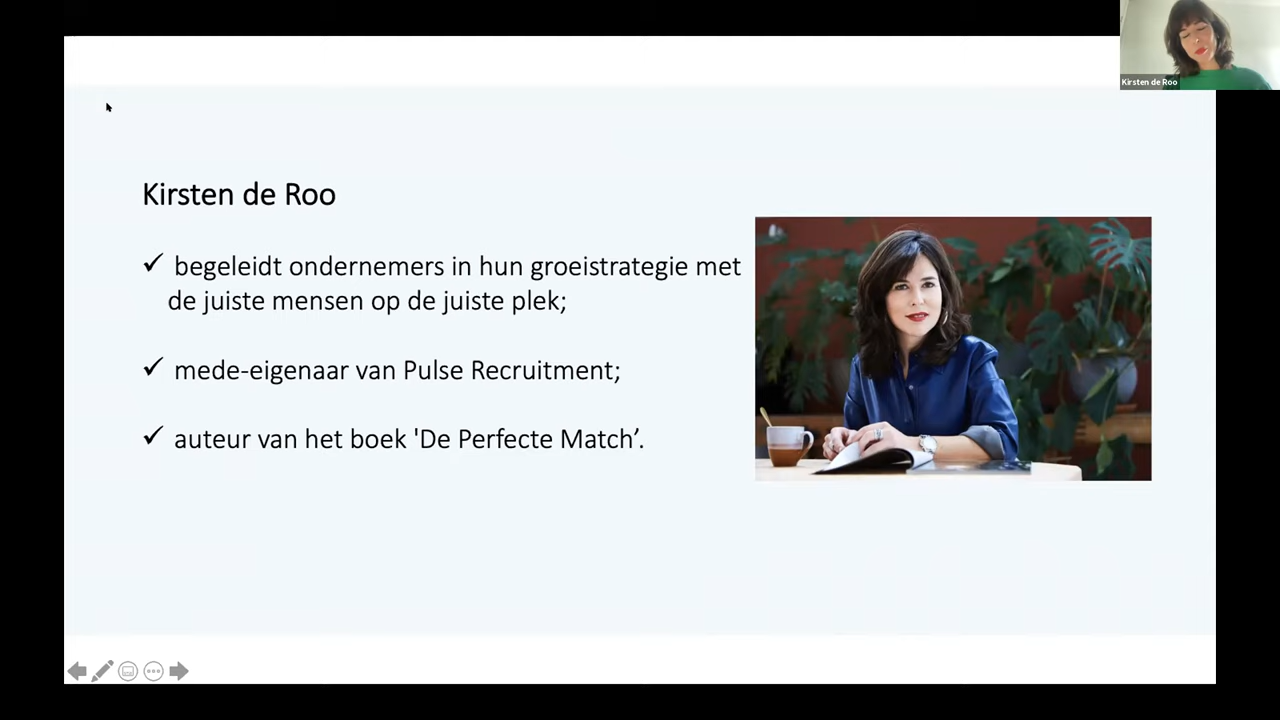 Kirsten de Roo
Kirsten de Roo
✓ begeleidt ondernemers in hun groeistrategie met
de juiste mensen op de juiste plek;
✓ mede-eigenaar van Pulse Recruitment;
✓ auteur van het boek 'De Perfecte Match’.